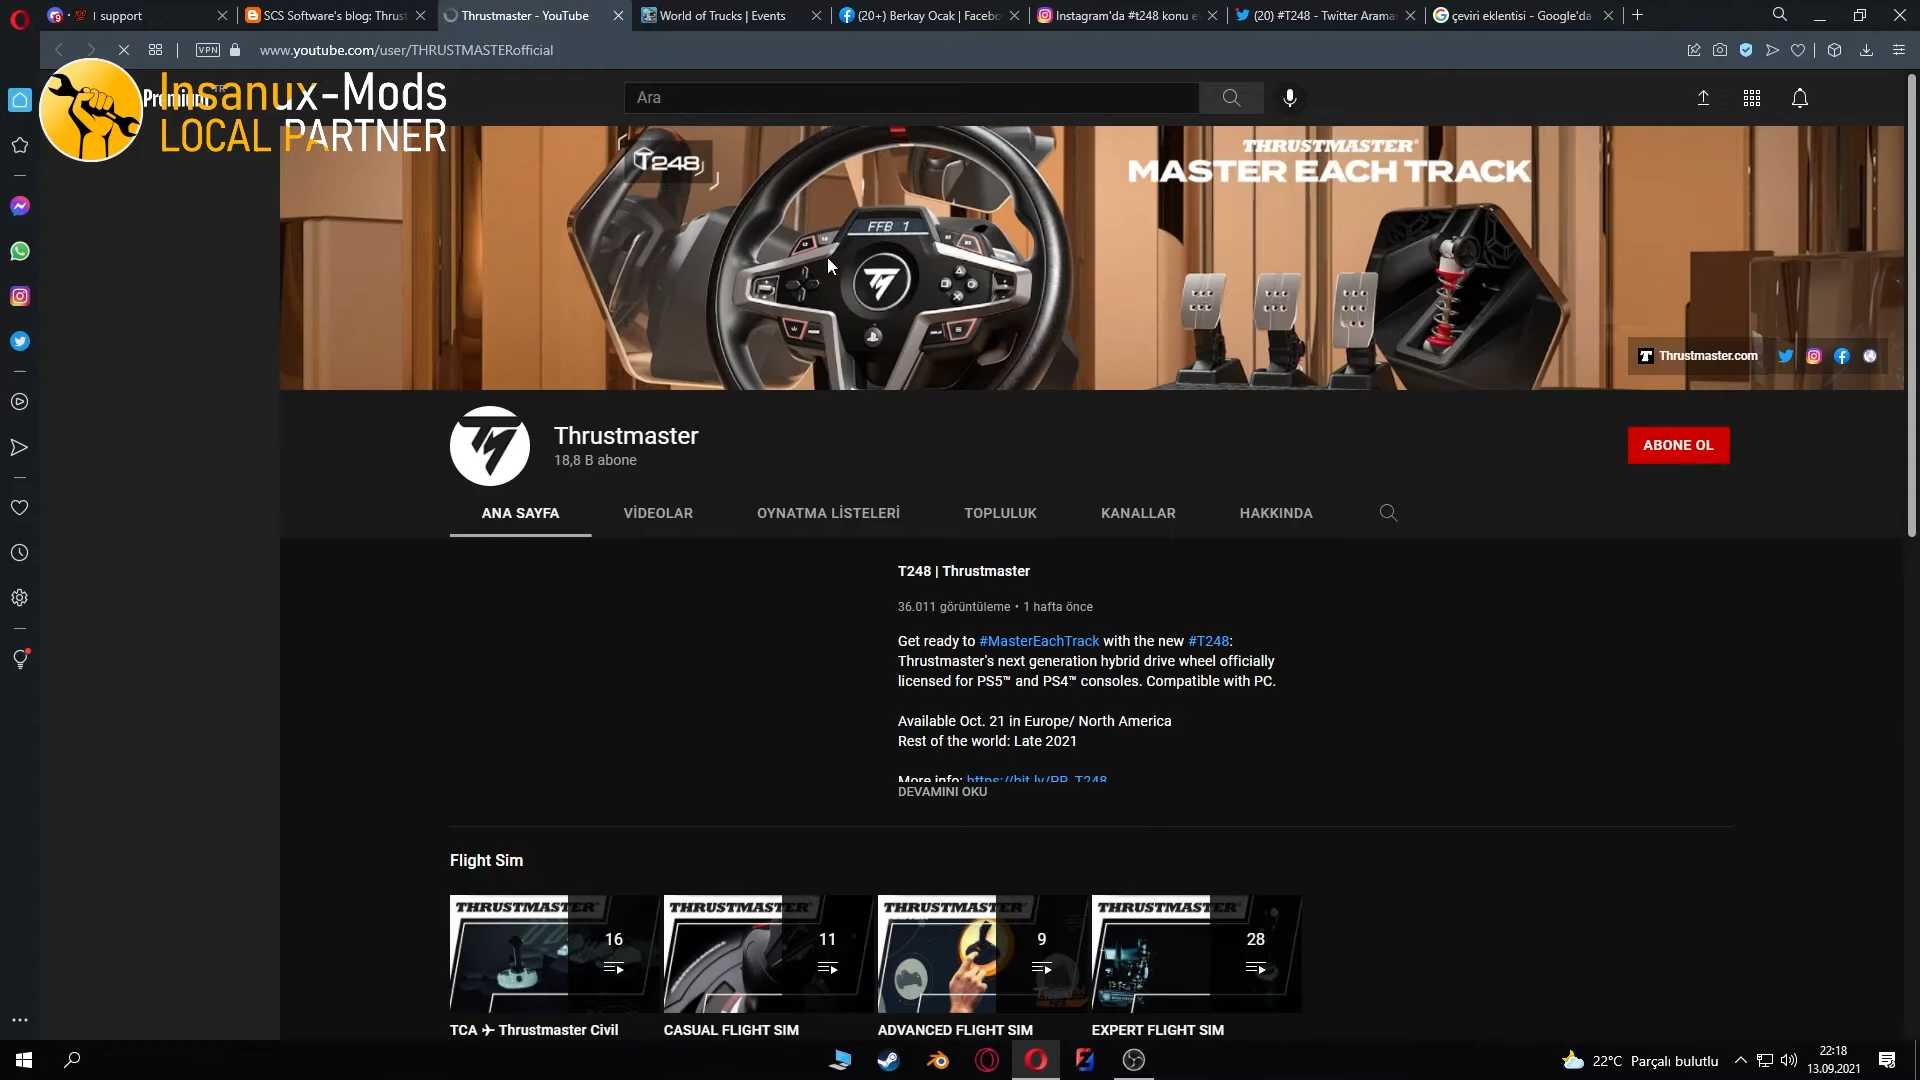 I support
SCS Software's blog: Thrust
Thrustmaster - YouTube
World of Trucks | Events
(20+) Berkay Ocak | Facebo
Instagram'da #t248 konu e
(20) #T248 - Twitter Arama
çeviri eklentisi - Google'da
VPN
www.youtube.com/user/THRUSTMASTERofficial
Insanux-Mods
LOCAL PARTNER
Premium
TR
Ara
T248
THRUSTMASTER
MASTER EACH TRACK
FFB 1
Thrustmaster.com
Thrustmaster
18,8 B abone
ABONE OL
ANA SAYFA
VİDEOLAR
OYNATMA LİSTELERİ
TOPLULUK
KANALLAR
HAKKINDA
T248 | Thrustmaster
36.011 görüntüleme • 1 hafta önce
Get ready to #MasterEachTrack with the new #T248:
Thrustmaster's next generation hybrid drive wheel officially
licensed for PS5™ and PS4™ consoles. Compatible with PC.
Available Oct. 21 in Europe/ North America
Rest of the world: Late 2021
More info: https://bit.ly/PR_T248
DEVAMINI OKU
Flight Sim
THRUSTMASTER
16
THRUSTMASTER
11
THRUSTMASTER
9
THRUSTMASTER
28
TCA ✈ Thrustmaster Civil
CASUAL FLIGHT SIM
ADVANCED FLIGHT SIM
EXPERT FLIGHT SIM
22°C Parçalı bulutlu
22:18
13.09.2021